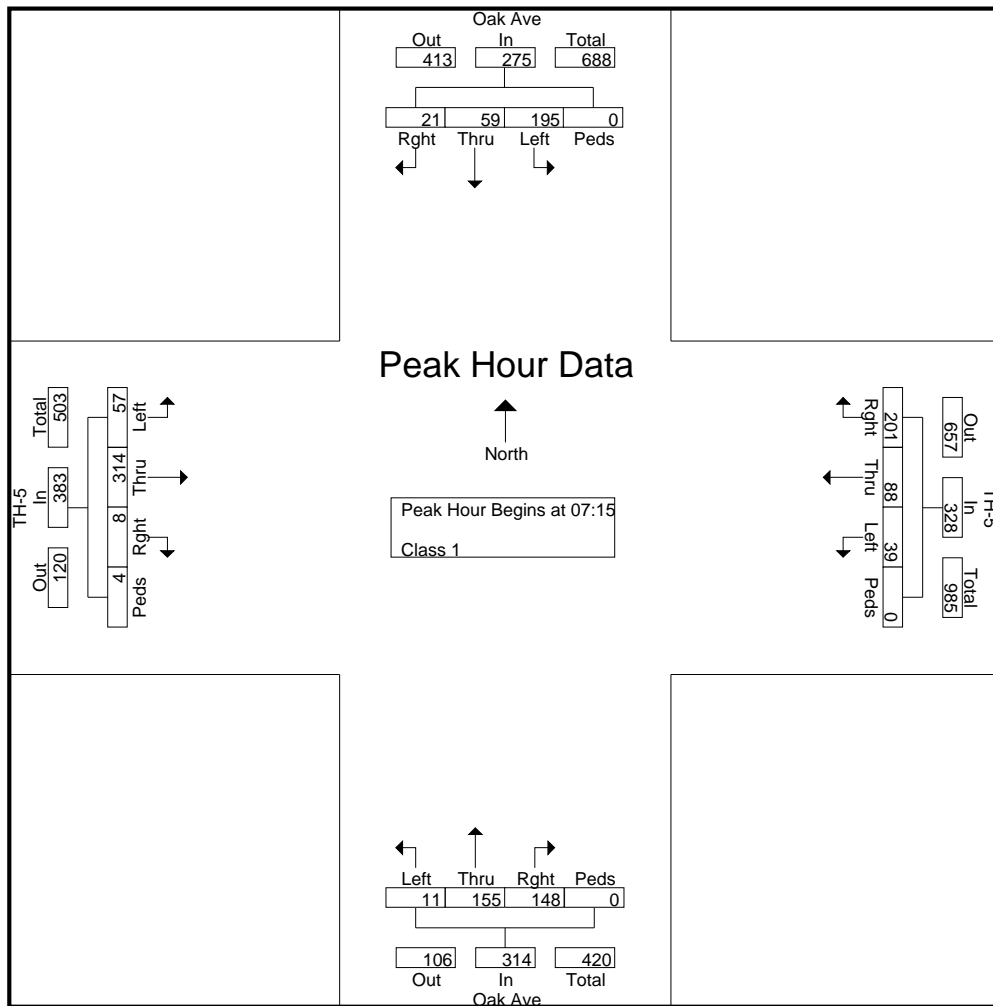 Oak Ave
Out In Total
413 275 688
21 59 195 0
Rght Thru Left Peds
Peak Hour Data
North
Peak Hour Begins at 07:15
Class 1
TH-5
Total In Out
503 383 120
57 314 8 4
Left Thru Rght Peds
TH-5
Out In Total
657 328 985
201 88 39 0
Rght Thru Left Peds
Left Thru Rght Peds
11 155 148 0
106 314 420
Out In Total
Oak Ave